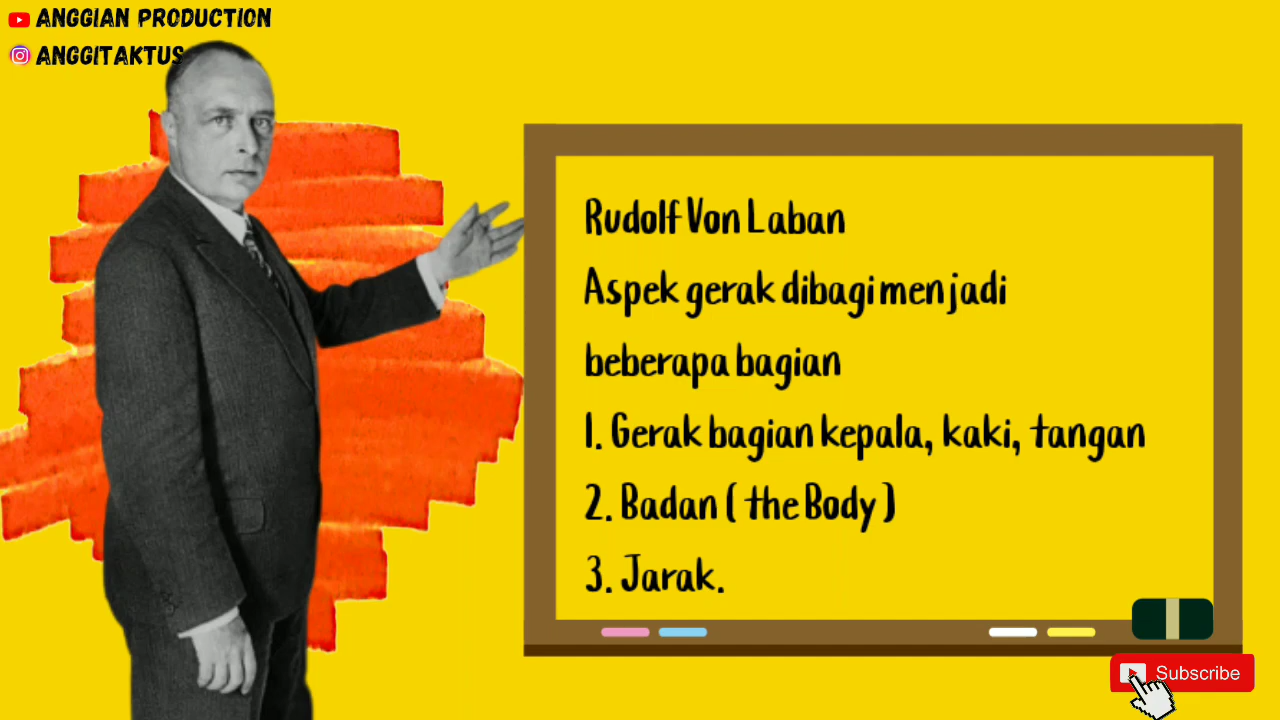 ANGGIAN PRODUCTION
ANGGITAKTUS
Rudolf Von Laban
Aspek gerak dibagi menjadi
beberapa bagian
1. Gerak bagian kepala, kaki, tangan
2. Badan ( the Body )
3. Jarak.
Subscribe